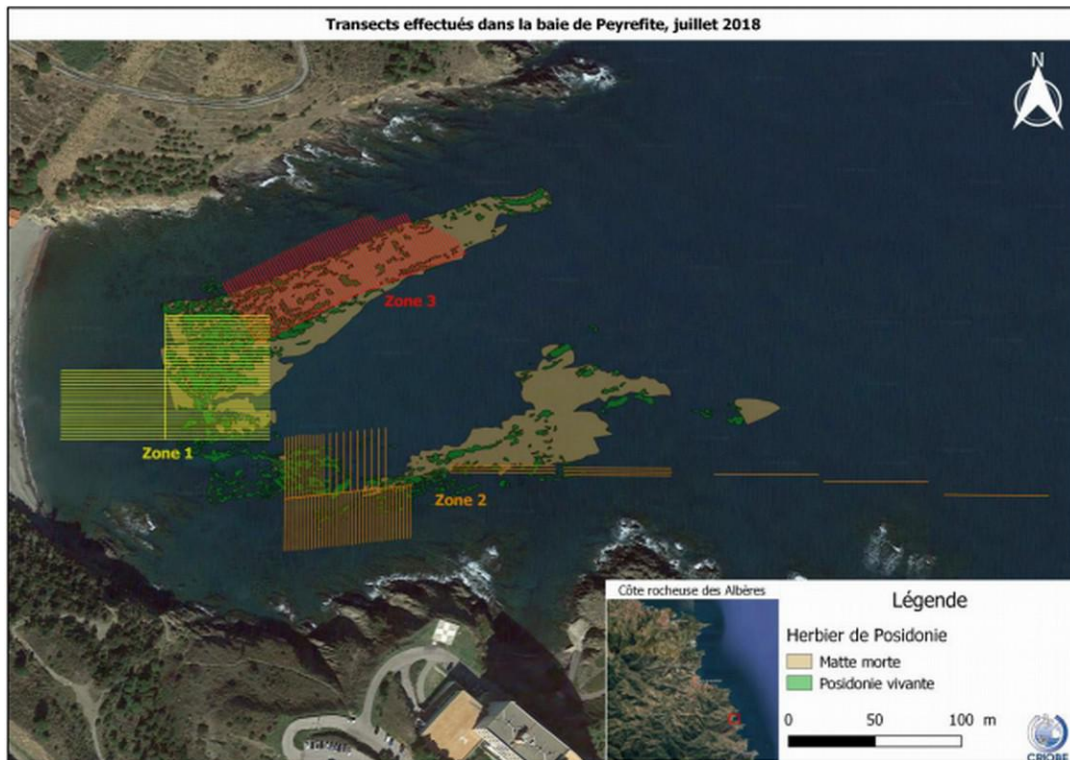 Transects effectués dans la baie de Peyrefite, juillet 2018
N
Zone 3
Zone 1
Zone 2
Côte rocheuse des Albères
Légende
Herbier de Posidonie
Matte morte
Posidonie vivante
0 50 100 m
CRIOBE